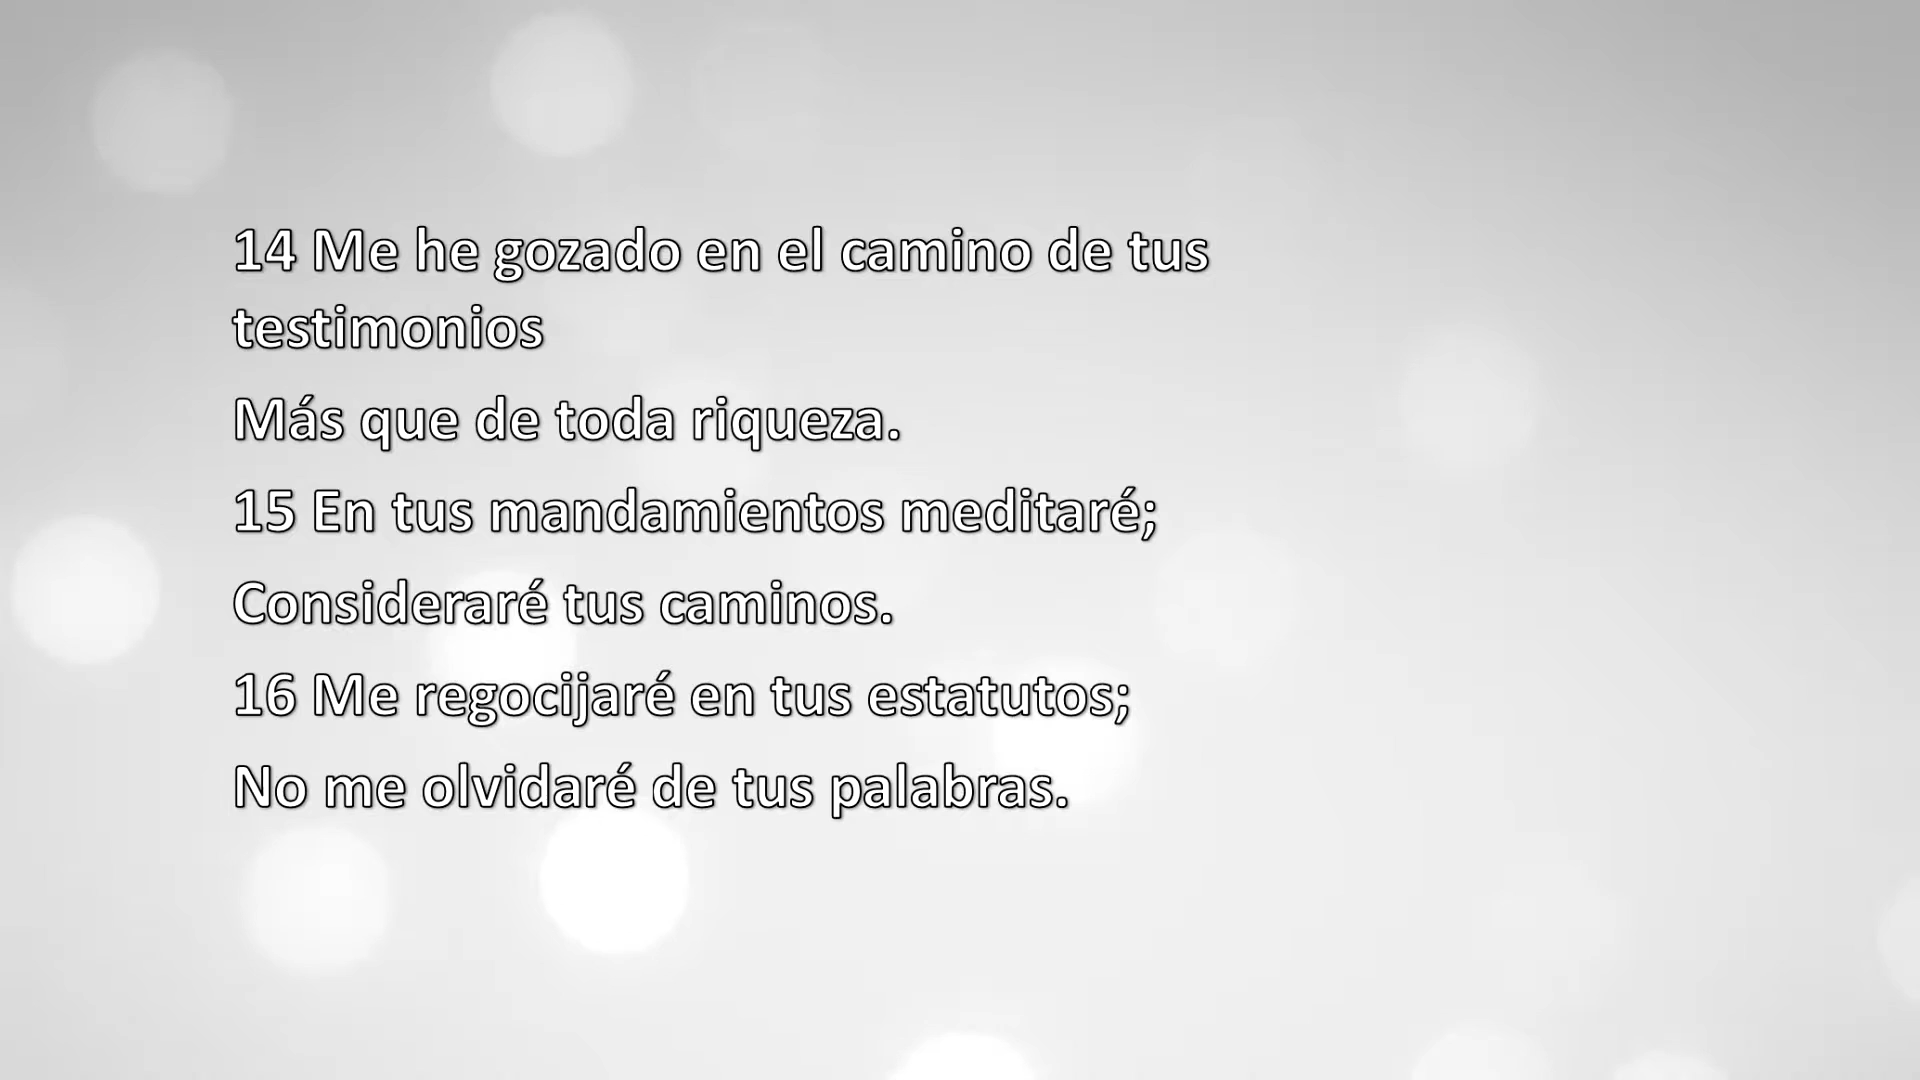 14 Me he gozado en el camino de tus
testimonios
Más que de toda riqueza.
15 En tus mandamientos meditaré;
Consideraré tus caminos.
16 Me regocijaré en tus estatutos;
No me olvidaré de tus palabras.